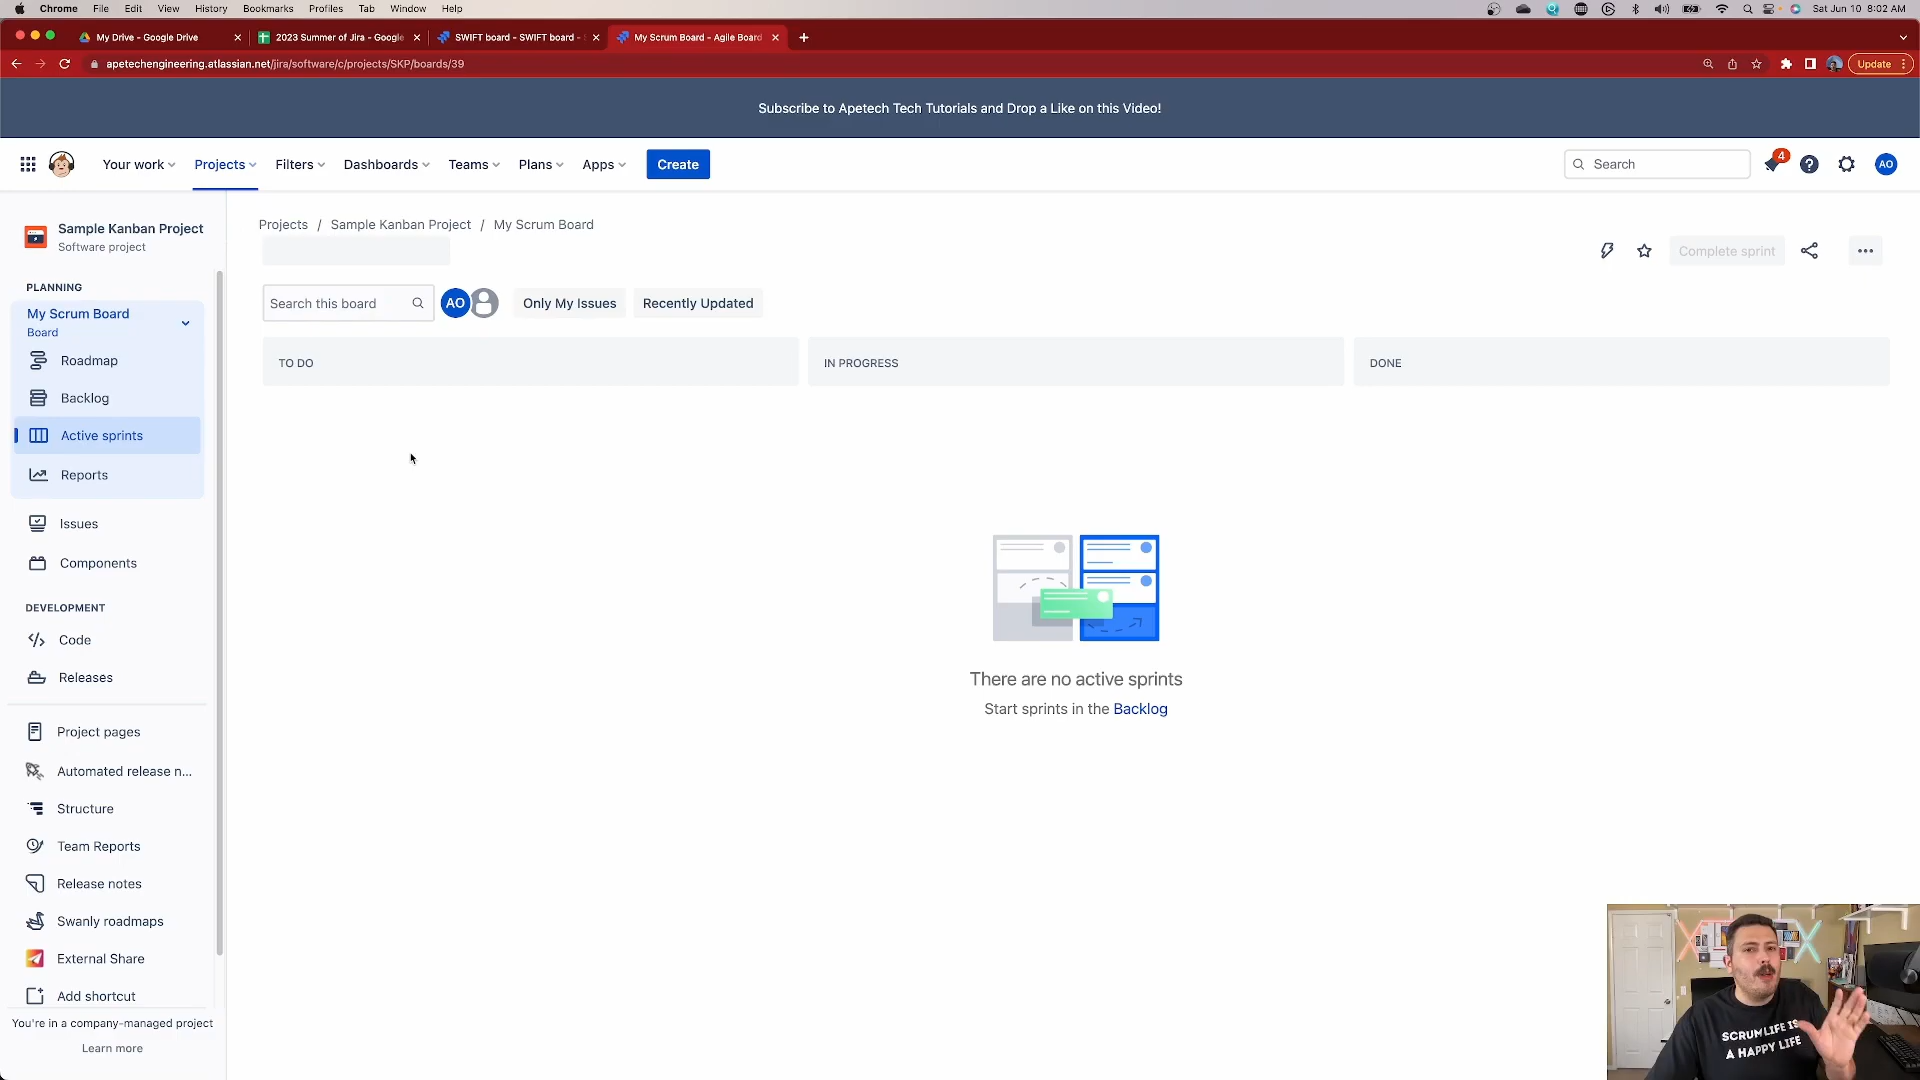 Chrome File Edit View History Bookmarks Profiles Tab Window Help Sat Jun 10 8:02 AM
My Drive - Google Drive 2023 Summer of Jira - Google SWIFT board - SWIFT board - My Scrum Board - Agile Board
apetechengineering.atlassian.net/jira/software/c/projects/SKP/boards/39 Update
Subscribe to Apetech Tech Tutorials and Drop a Like on this Video!
Your work Projects Filters Dashboards Teams Plans Apps Create Search 4 AO
Sample Kanban Project
Software project
Projects / Sample Kanban Project / My Scrum Board
Complete sprint
PLANNING
My Scrum Board
Board
Search this board AO Only My Issues Recently Updated
Roadmap
TO DO IN PROGRESS DONE
Backlog
Active sprints
Reports
Issues
Components
DEVELOPMENT
Code
Releases
There are no active sprints
Start sprints in the Backlog
Project pages
Automated release n...
Structure
Team Reports
Release notes
Swanly roadmaps
External Share
Add shortcut
You're in a company-managed project
Learn more
SCRUM LIFE IS
A HAPPY LIFE